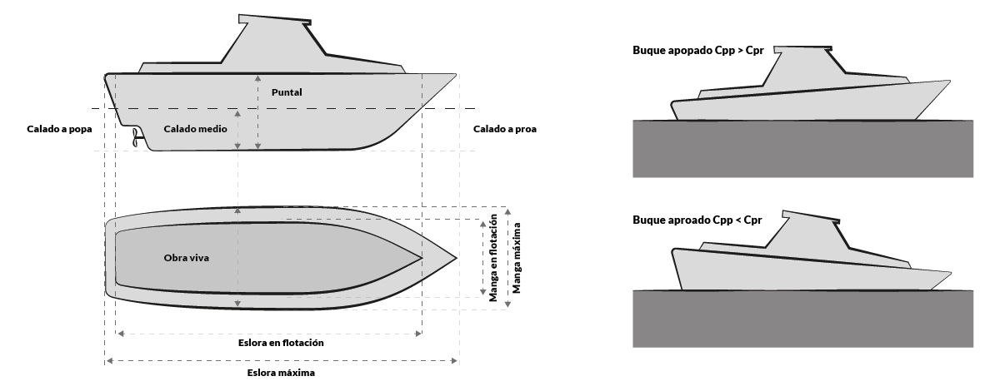 Puntal
Calado a popa
Calado medio
Calado a proa
Obra viva
Manga en flotación
Manga máxima
Eslora en flotación
Eslora máxima
Buque apopado Cpp > Cpr
Buque aproado Cpp < Cpr